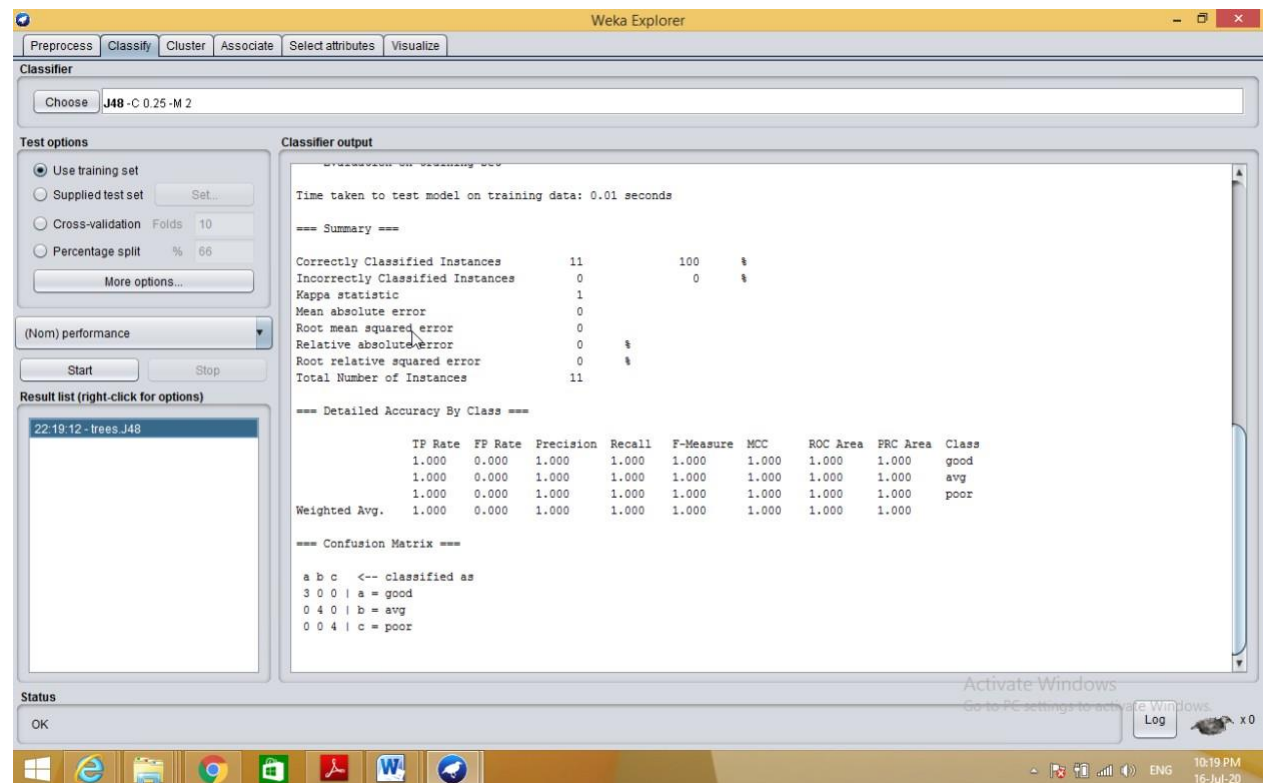 Weka Explorer
Preprocess Classify Cluster Associate Select attributes Visualize
Classifier
Choose J48 -C 0.25 -M 2
Test options
Use training set
Supplied test set Set...
Cross-validation Folds 10
Percentage split % 66
More options...
(Nom) performance
Start Stop
Result list (right-click for options)
22:19:12 - trees.J48
Classifier output
Time taken to test model on training data: 0.01 seconds
=== Summary ===
Correctly Classified Instances 11 100 %
Incorrectly Classified Instances 0 0 %
Kappa statistic 1
Mean absolute error 0
Root mean squared error 0
Relative absolute error 0 %
Root relative squared error 0 %
Total Number of Instances 11
=== Detailed Accuracy By Class ===
TP Rate FP Rate Precision Recall F-Measure MCC ROC Area PRC Area Class
1.000 0.000 1.000 1.000 1.000 1.000 1.000 1.000 good
1.000 0.000 1.000 1.000 1.000 1.000 1.000 1.000 avg
1.000 0.000 1.000 1.000 1.000 1.000 1.000 1.000 poor
Weighted Avg. 1.000 0.000 1.000 1.000 1.000 1.000 1.000 1.000
=== Confusion Matrix ===
a b c <-- classified as
3 0 0 | a = good
0 4 0 | b = avg
0 0 4 | c = poor
Activate Windows
Go to PC settings to activate Windows.
Status
OK
Log x 0
ENG
10:19 PM
16-Jul-20